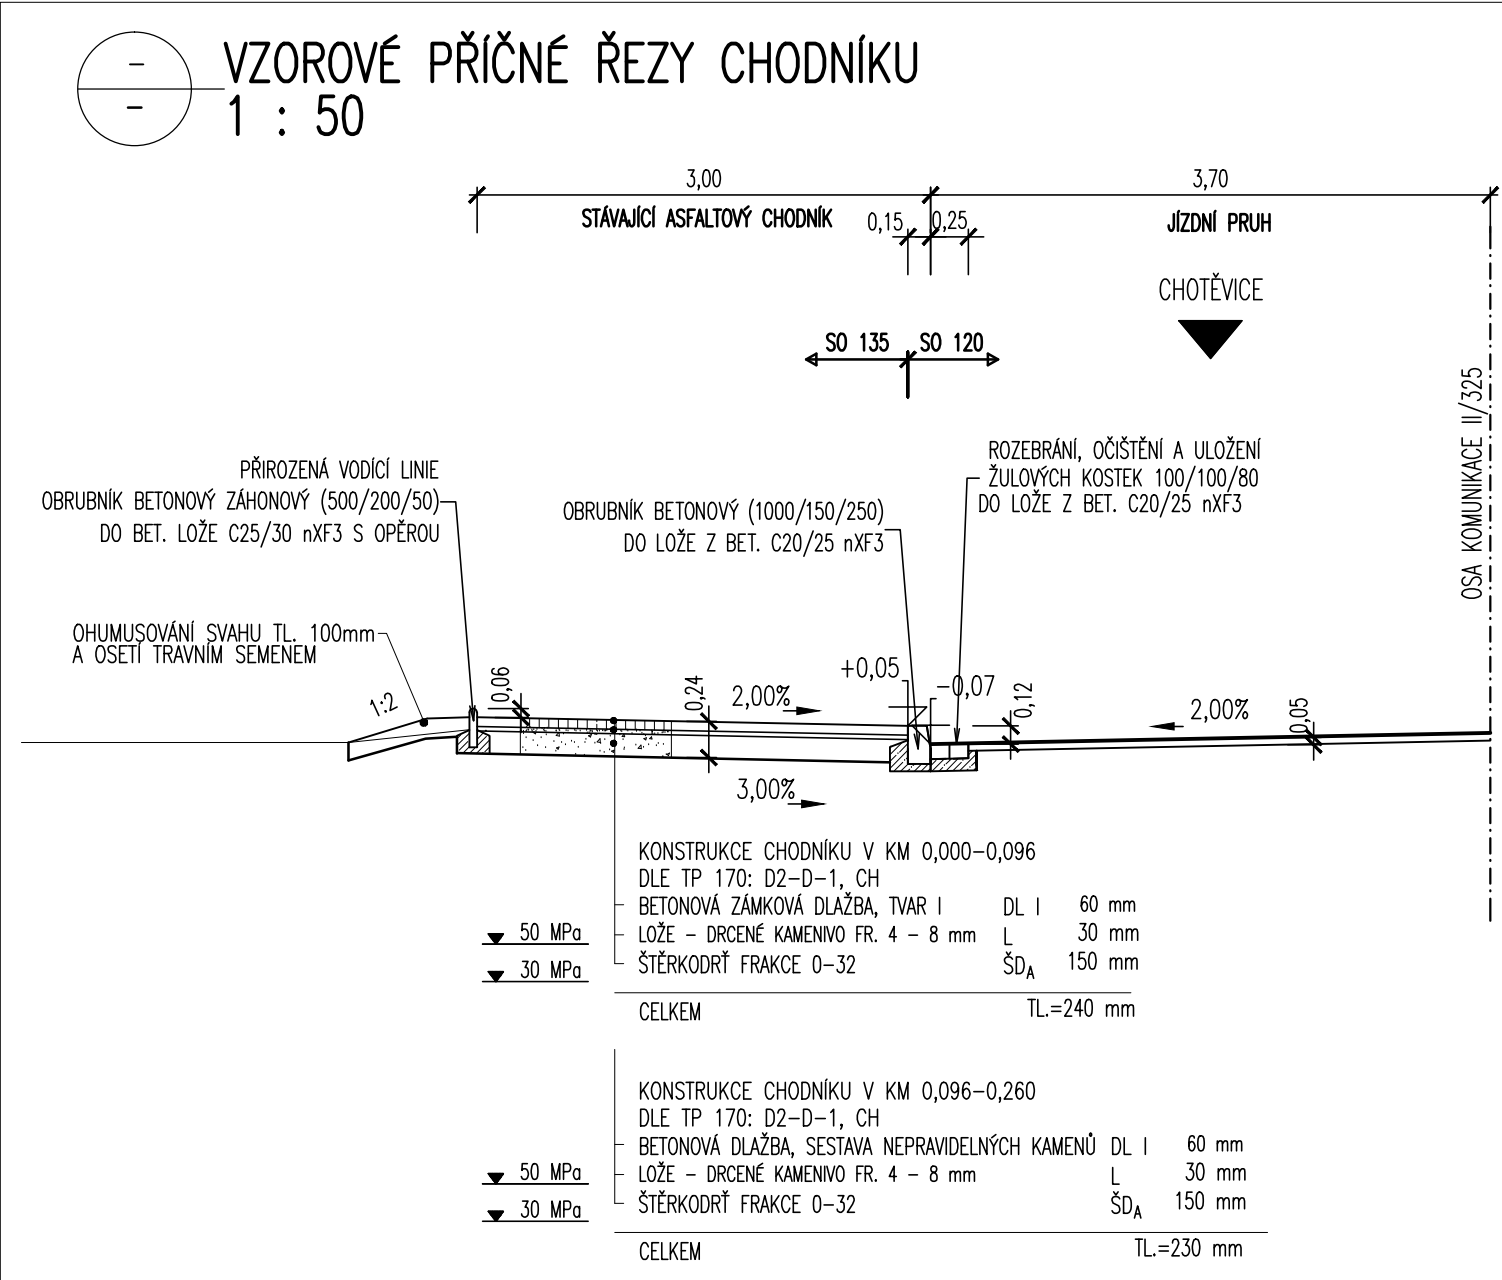 –
–
VZOROVÉ PŘÍČNÉ ŘEZY CHODNÍKU
1 : 50
3,00
3,70
STÁVAJÍCÍ ASFALTOVÝ CHODNÍK
0,15
0,25
JÍZDNÍ PRUH
CHOTĚVICE
SO 135
SO 120
OSA KOMUNIKACE II/325
PŘIROZENÁ VODÍCÍ LINIE
OBRUBNÍK BETONOVÝ ZÁHONOVÝ (500/200/50)
DO BET. LOŽE C25/30 nXF3 S OPĚROU
OBRUBNÍK BETONOVÝ (1000/150/250)
DO LOŽE Z BET. C20/25 nXF3
ROZEBRÁNÍ, OČIŠTĚNÍ A ULOŽENÍ
ŽULOVÝCH KOSTEK 100/100/80
DO LOŽE Z BET. C20/25 nXF3
OHUMUSOVÁNÍ SVAHU TL. 100mm
A OSETÍ TRAVNÍM SEMENEM
1:2
0,06
0,24
2,00%
+0,05
-0,07
0,12
2,00%
0,05
3,00%
KONSTRUKCE CHODNÍKU V KM 0,000-0,096
DLE TP 170: D2-D-1, CH
BETONOVÁ ZÁMKOVÁ DLAŽBA, TVAR I DL I 60 mm
50 MPa LOŽE - DRCENÉ KAMENIVO FR. 4 - 8 mm L 30 mm
30 MPa ŠTĚRKODRŤ FRAKCE 0-32 ŠDA 150 mm
CELKEM TL.=240 mm
KONSTRUKCE CHODNÍKU V KM 0,096-0,260
DLE TP 170: D2-D-1, CH
BETONOVÁ DLAŽBA, SESTAVA NEPRAVIDELNÝCH KAMENŮ DL I 60 mm
50 MPa LOŽE - DRCENÉ KAMENIVO FR. 4 - 8 mm L 30 mm
30 MPa ŠTĚRKODRŤ FRAKCE 0-32 ŠDA 150 mm
CELKEM TL.=230 mm